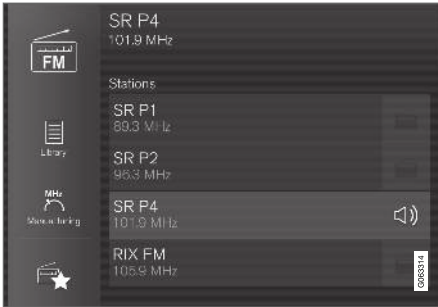 SR P4
101.9 MHz
FM
Stations
SR P1
89.3 MHz
Library
SR P2
96.3 MHz
MHz
Manual tuning
SR P4
101.9 MHz
RIX FM
105.9 MHz
G063314